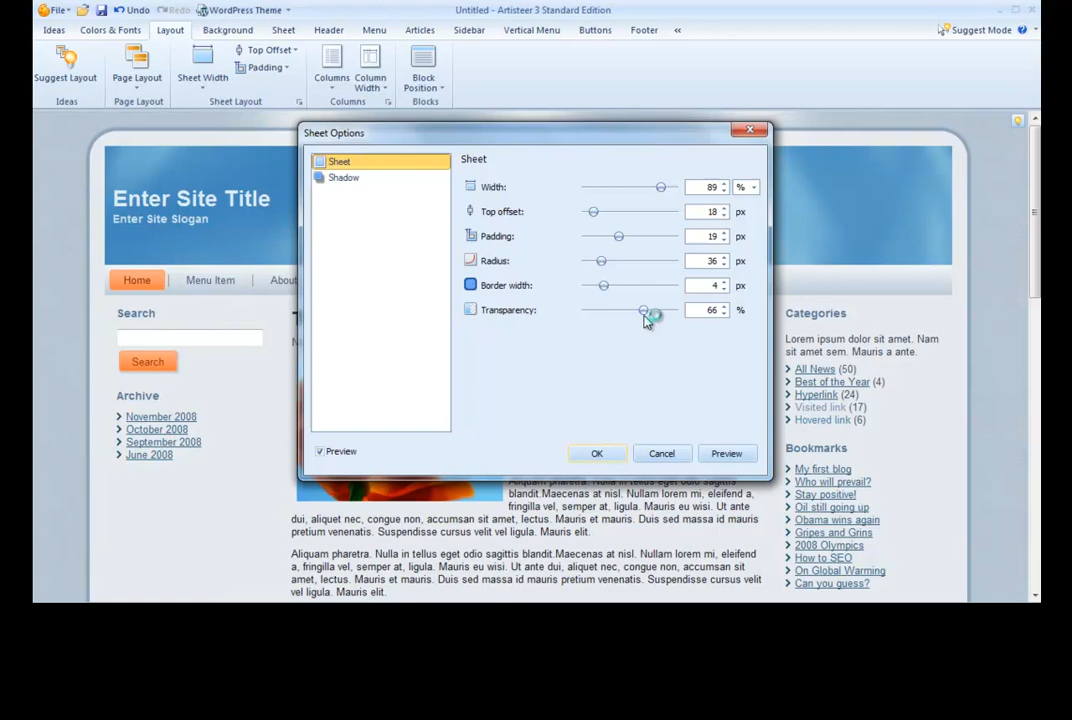 File Undo Redo WordPress Theme Untitled - Artisteer 3 Standard Edition
Ideas Colors & Fonts Layout Background Sheet Header Menu Articles Sidebar Vertical Menu Buttons Footer « Suggest Mode
Suggest Layout Page Layout Sheet Width Top Offset Padding Columns Column Width Block Position
Ideas Page Layout Sheet Layout Columns Blocks
Sheet Options
Sheet
Shadow
Sheet
Width: 89 %
Top offset: 18 px
Padding: 19 px
Radius: 36 px
Border width: 4 px
Transparency: 66 %
Preview OK Cancel Preview
Enter Site Title
Enter Site Slogan
Home Menu Item About
Search
Search
Archive
November 2008
October 2008
September 2008
June 2008
Aliquam pharetra. Nulla in tellus eget odio sagittis
blandit.Maecenas at nisl. Nullam lorem mi, eleifend a,
fringilla vel, semper at, ligula. Mauris eu wisi. Ut ante
dui, aliquet nec, congue non, accumsan sit amet, lectus. Mauris et mauris. Duis sed massa id mauris
pretium venenatis. Suspendisse cursus velit vel ligula. Mauris elit.
Aliquam pharetra. Nulla in tellus eget odio sagittis blandit.Maecenas at nisl. Nullam lorem mi, eleifend
a, fringilla vel, semper at, ligula. Mauris eu wisi. Ut ante dui, aliquet nec, congue non, accumsan sit
amet, lectus. Mauris et mauris. Duis sed massa id mauris pretium venenatis. Suspendisse cursus velit
vel ligula. Mauris elit.
Categories
Lorem ipsum dolor sit amet, consectetuer adipiscing
elit. Sem. Mauris a ante.
All News (50)
Best of the Year (4)
Hyperlink (24)
Visited link (17)
Hovered link (6)
Bookmarks
My first blog
Who will prevail?
Stay positive!
Oil still going up
Obama wins again
Gripes and Grins
2008 Olympics
How to SEO
On Global Warming
Can you guess?